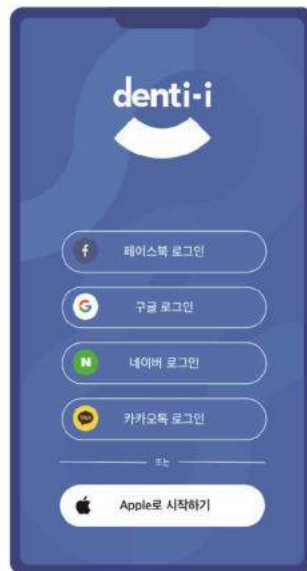 denti-i
페이스북 로그인
구글 로그인
네이버 로그인
카카오톡 로그인
또는
Apple로 시작하기